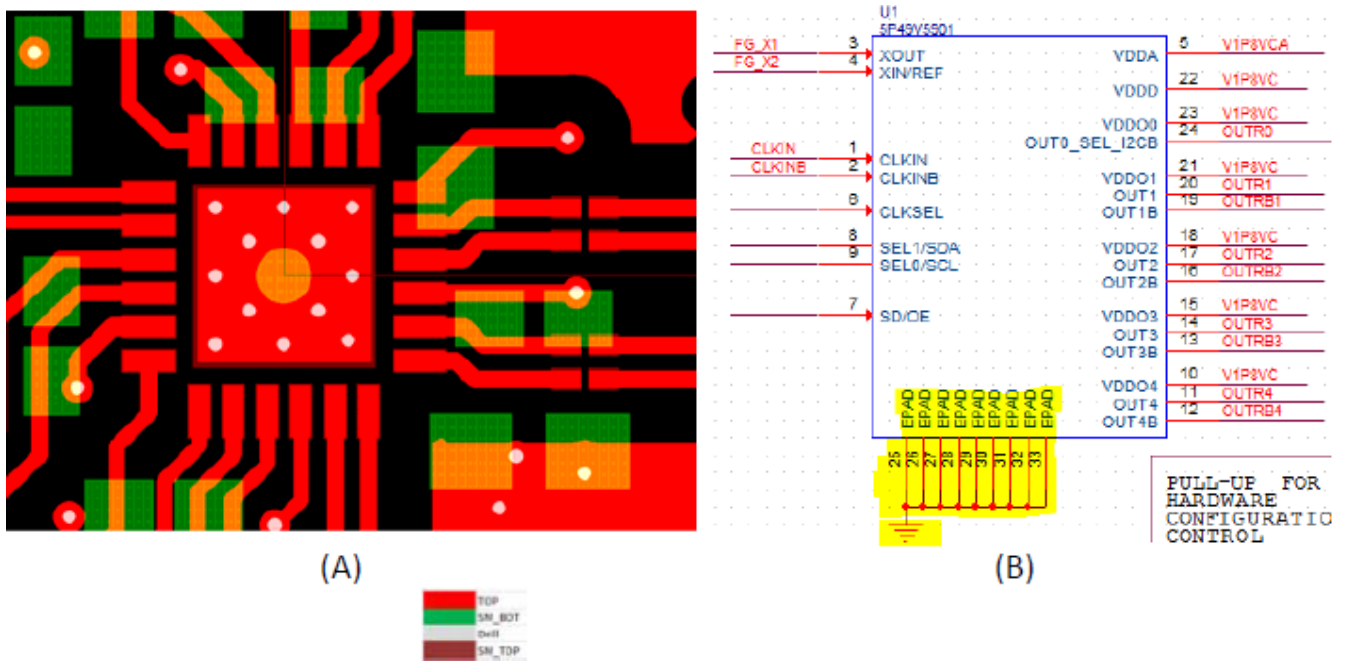 U1
5P49V5901
FG_X1 3 XOUT
FG_X2 4 XIN/REF
CLKIN 1 CLKIN
CLKINB 2 CLKINB
6 CLKSEL
8 SEL1/SDA
9 SEL0/SCL
7 SD/OE
VDDA 5 V1P8VCA
VDDD 22 V1P8VC
VDDO0 23 V1P8VC
OUT0_SEL_I2CB 24 OUTR0
VDDO1 21 V1P8VC
OUT1 20 OUTR1
OUT1B 19 OUTRB1
VDDO2 18 V1P8VC
OUT2 17 OUTR2
OUT2B 16 OUTRB2
VDDO3 15 V1P8VC
OUT3 14 OUTR3
OUT3B 13 OUTRB3
VDDO4 10 V1P8VC
OUT4 11 OUTR4
OUT4B 12 OUTRB4
EPAD EPAD EPAD EPAD EPAD EPAD EPAD EPAD EPAD
25 26 27 28 29 30 31 32 33
PULL-UP FOR
HARDWARE
CONFIGURATIO
CONTROL
(A)
(B)
TOP
SN_BOT
Dell
SN_TOP